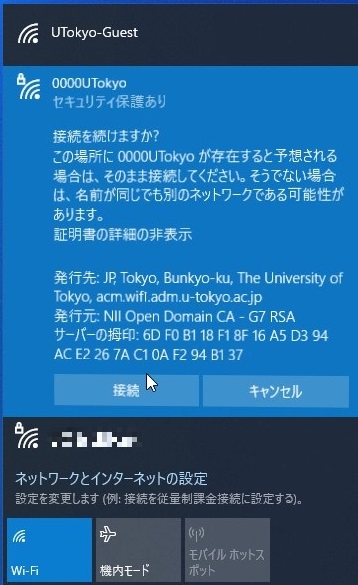 UTokyo-Guest
0000UTokyo
セキュリティ保護あり
接続を続けますか?
この場所に 0000UTokyo が存在すると予想される
場合は、そのまま接続してください。そうでない場合
は、名前が同じでも別のネットワークである可能性が
あります。
証明書の詳細の非表示
発行先: JP, Tokyo, Bunkyo-ku, The University of
Tokyo, acm.wifi.adm.u-tokyo.ac.jp
発行元: NII Open Domain CA - G7 RSA
サーバーの拇印: 6D F0 B1 18 F1 8F 16 A5 D3 94
AC E2 26 7A C1 0A F2 94 B1 37
接続
キャンセル
ネットワークとインターネットの設定
設定を変更します (例: 接続を従量制課金接続に設定する)。
Wi-Fi
機内モード
モバイル ホットス
ポット